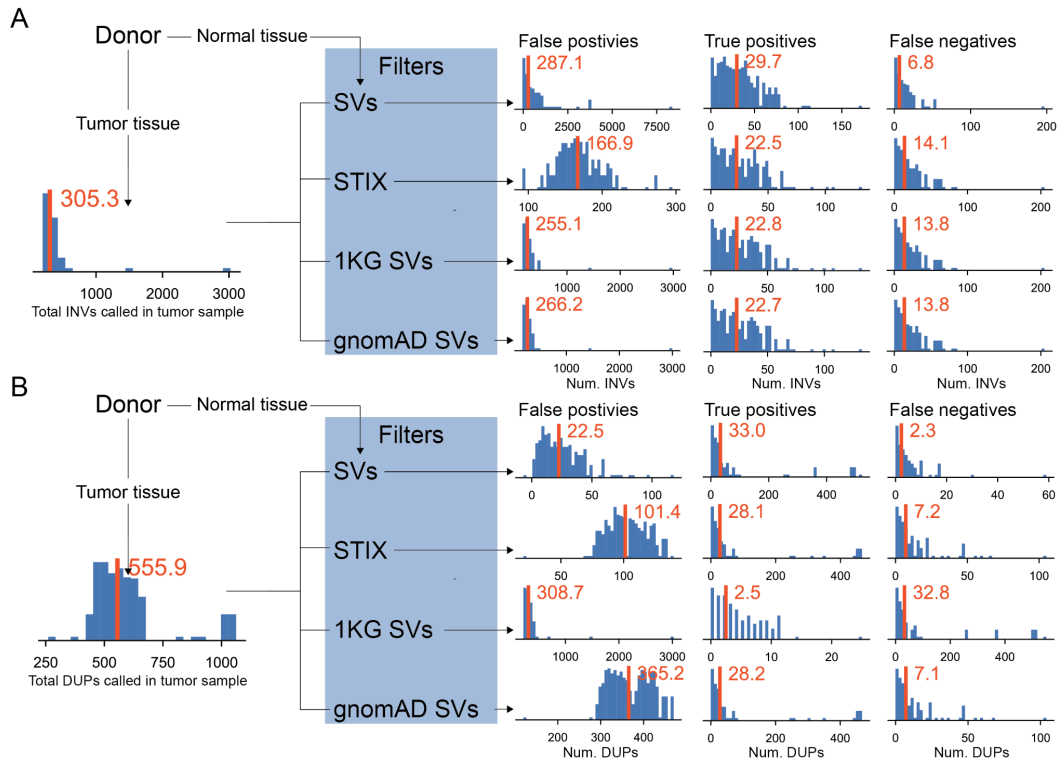 A
Donor
Normal tissue
Filters
False postivies
True positives
False negatives
287.1
29.7
6.8
SVs
0 2500 5000 7500
0 50 100 150
0 100 200
Tumor tissue
305.3
166.9
22.5
14.1
STIX
100 200 300
0 50 100
0 100 200
255.1
22.8
13.8
1KG SVs
1000 2000 3000
Total INVs called in tumor sample
1000 2000 3000
0 50 100
0 100 200
266.2
22.7
13.8
gnomAD SVs
1000 2000 3000
0 50 100
0 100 200
Num. INVs
Num. INVs
Num. INVs
B
Donor
Normal tissue
Filters
False postivies
True positives
False negatives
22.5
33.0
2.3
SVs
0 50 100
0 200 400
0 20 40 60
Tumor tissue
555.9
101.4
28.1
7.2
STIX
50 100
0 200 400
0 50 100
308.7
2.5
32.8
1KG SVs
250 500 750 1000
Total DUPs called in tumor sample
1000 2000 3000
0 10 20
0 200 400
365.2
28.2
7.1
gnomAD SVs
200 300 400
0 200 400
0 50 100
Num. DUPs
Num. DUPs
Num. DUPs